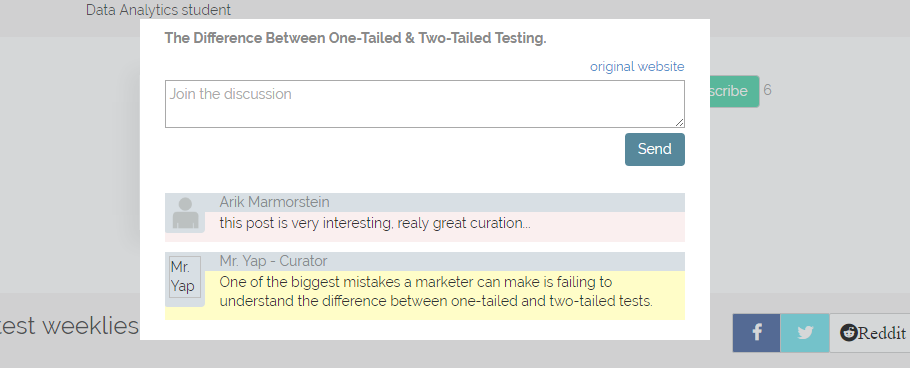 Data Analytics student
The Difference Between One-Tailed & Two-Tailed Testing.
original website
Join the discussion
scribe 6
Send
Arik Marmorstein
this post is very interesting, realy great curation...
Mr. Yap
Mr. Yap - Curator
One of the biggest mistakes a marketer can make is failing to
understand the difference between one-tailed and two-tailed tests.
test weeklies
Reddit